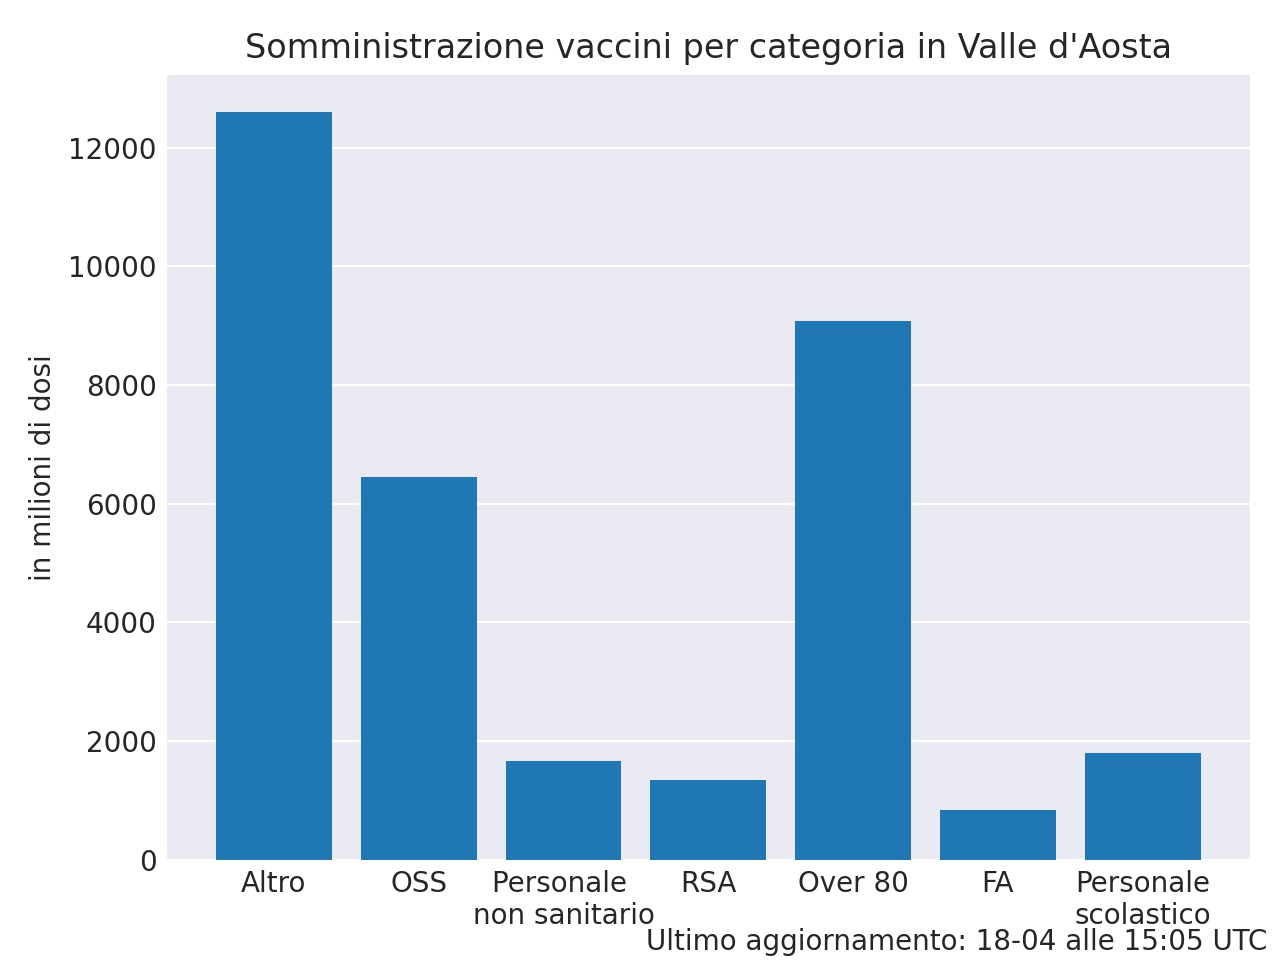 Somministrazione vaccini per categoria in Valle d'Aosta
in milioni di dosi
12000
10000
8000
6000
4000
2000
0
Altro
OSS
Personale
non sanitario
RSA
Over 80
FA
Personale
scolastico
Ultimo aggiornamento: 18-04 alle 15:05 UTC